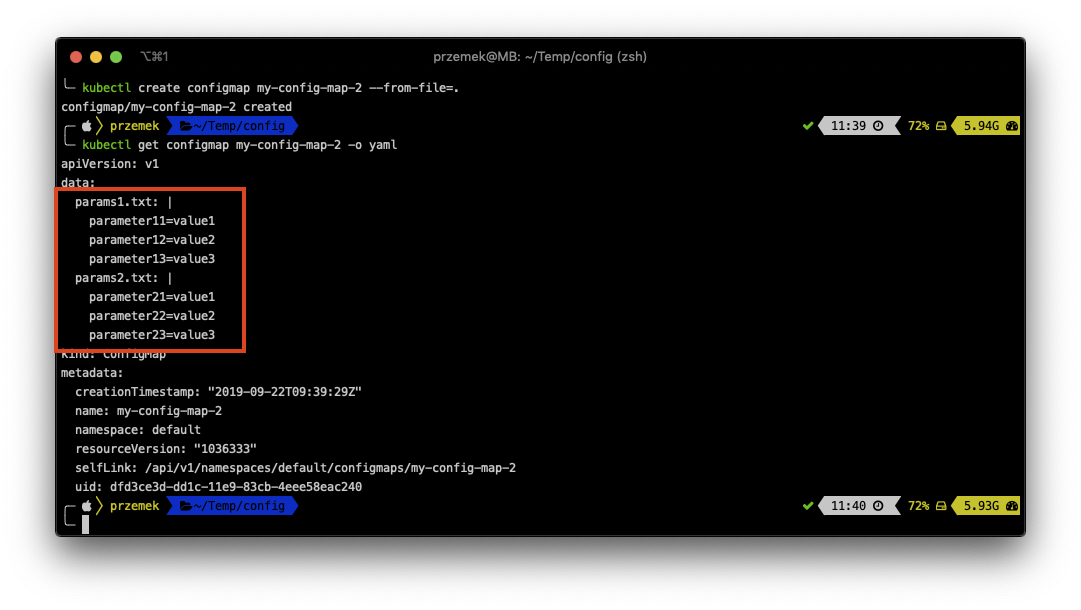 ⌥⌘1 przemek@MB: ~/Temp/config (zsh)
kubectl create configmap my-config-map-2 --from-file=.
configmap/my-config-map-2 created
przemek ~/Temp/config ✔ 11:39 72% 5.94G
kubectl get configmap my-config-map-2 -o yaml
apiVersion: v1
data:
  params1.txt: |
    parameter11=value1
    parameter12=value2
    parameter13=value3
  params2.txt: |
    parameter21=value1
    parameter22=value2
    parameter23=value3
kind: ConfigMap
metadata:
  creationTimestamp: "2019-09-22T09:39:29Z"
  name: my-config-map-2
  namespace: default
  resourceVersion: "1036333"
  selfLink: /api/v1/namespaces/default/configmaps/my-config-map-2
  uid: dfd3ce3d-dd1c-11e9-83cb-4eee58eac240
przemek ~/Temp/config ✔ 11:40 72% 5.93G